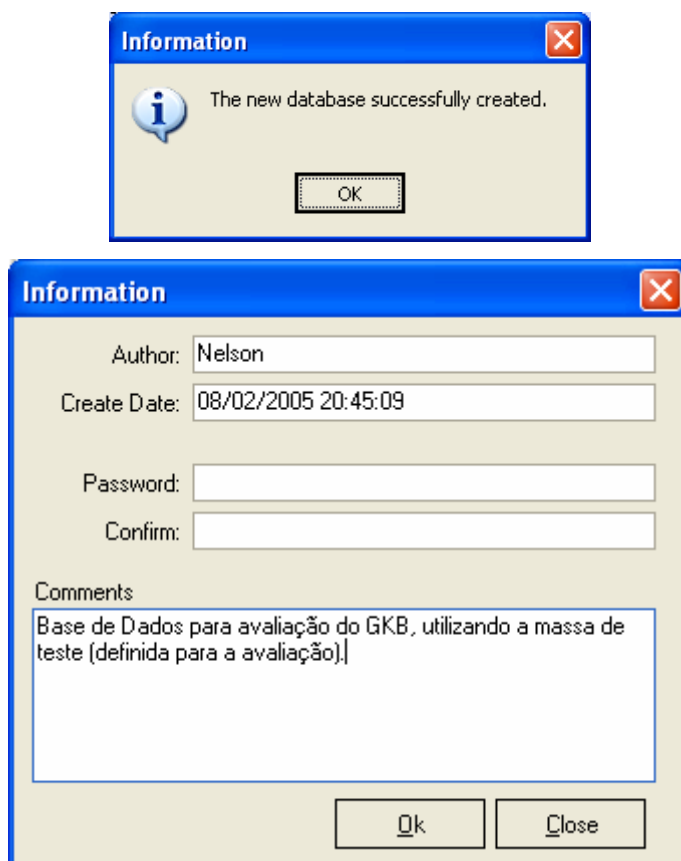 Information
The new database successfully created.
OK
Information
Author: Nelson
Create Date: 08/02/2005 20:45:09
Password:
Confirm:
Comments
Base de Dados para avaliação do GKB, utilizando a massa de
teste (definida para a avaliação).
Ok Close